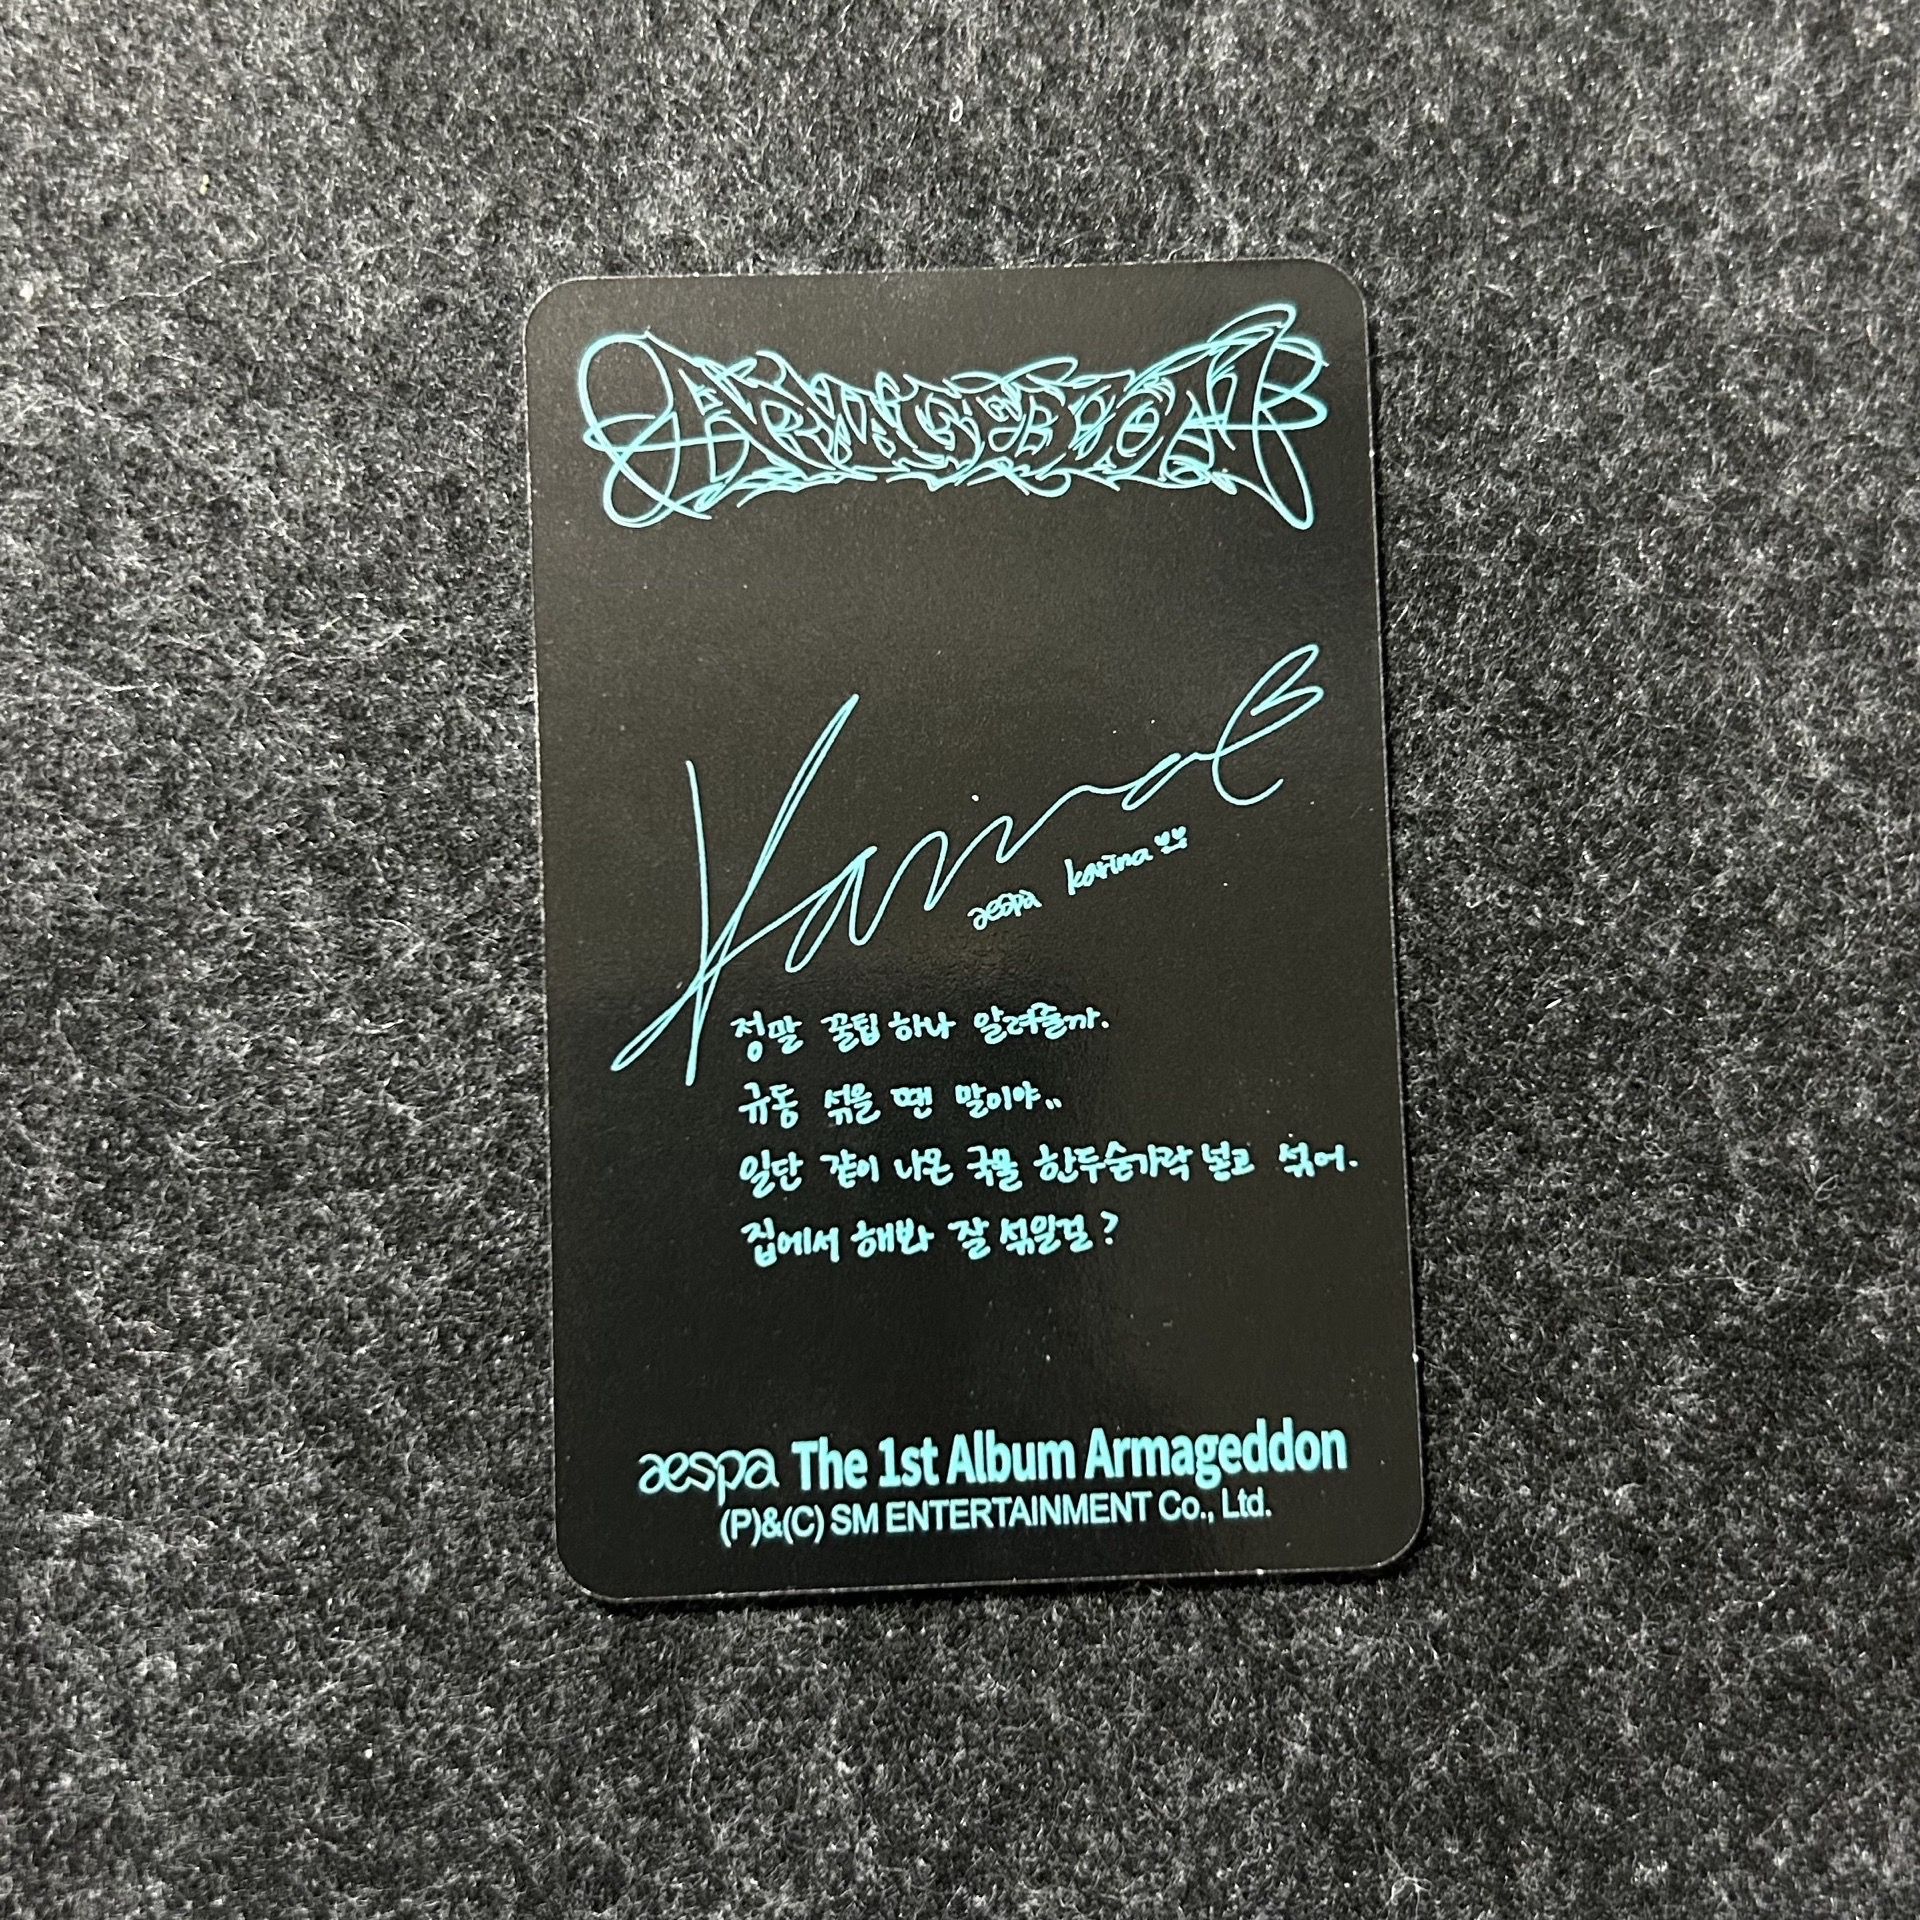 ARMAGEDDON
Karina
aespa karina
정말 꿀팁 하나 알려줄까.
규동 섞을 땐 말이야..
일단 같이 나온 국물 한두숟가락 넣고 섞어.
집에서 해봐 잘 섞일걸?
aespa The 1st Album Armageddon
(P)&(C) SM ENTERTAINMENT Co., Ltd.